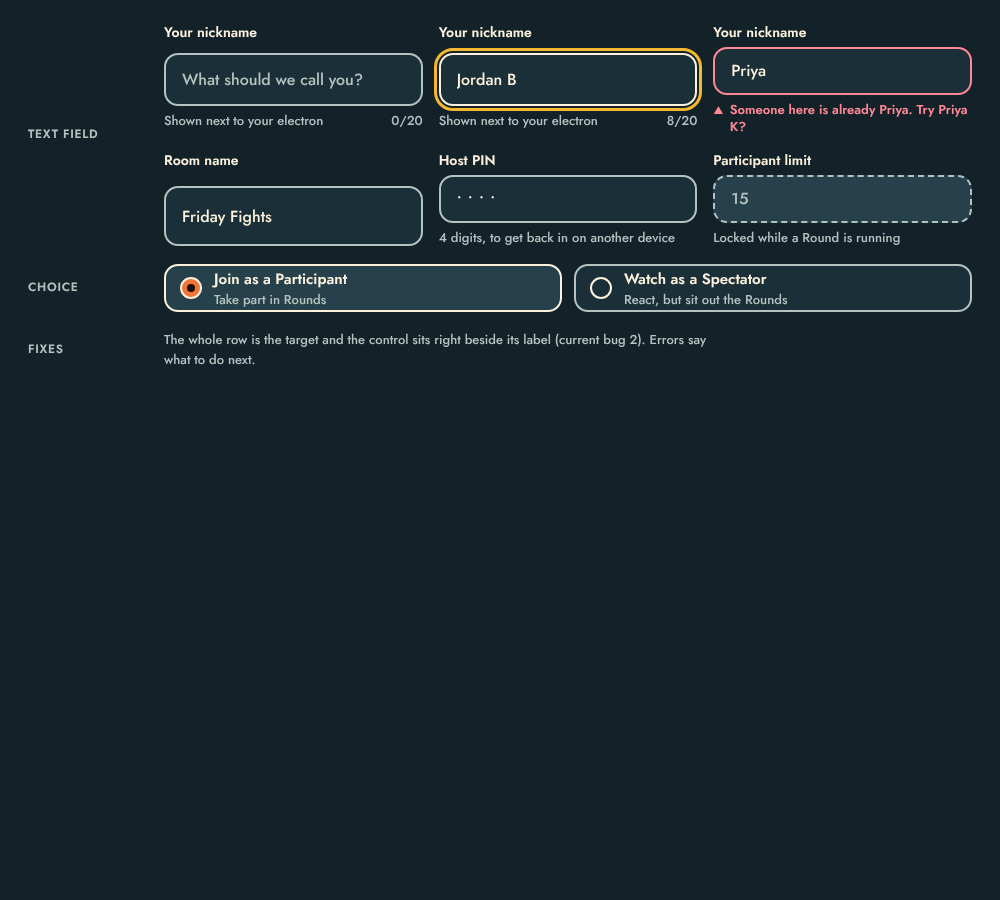 Your nickname
Your nickname
Your nickname
What should we call you?
Jordan B
Priya
Shown next to your electron
0/20
Shown next to your electron
8/20
▲ Someone here is already Priya. Try Priya
K?
TEXT FIELD
Room name
Host PIN
Participant limit
Friday Fights
· · · ·
15
4 digits, to get back in on another device
Locked while a Round is running
CHOICE
Join as a Participant
Take part in Rounds
Watch as a Spectator
React, but sit out the Rounds
FIXES
The whole row is the target and the control sits right beside its label (current bug 2). Errors say
what to do next.